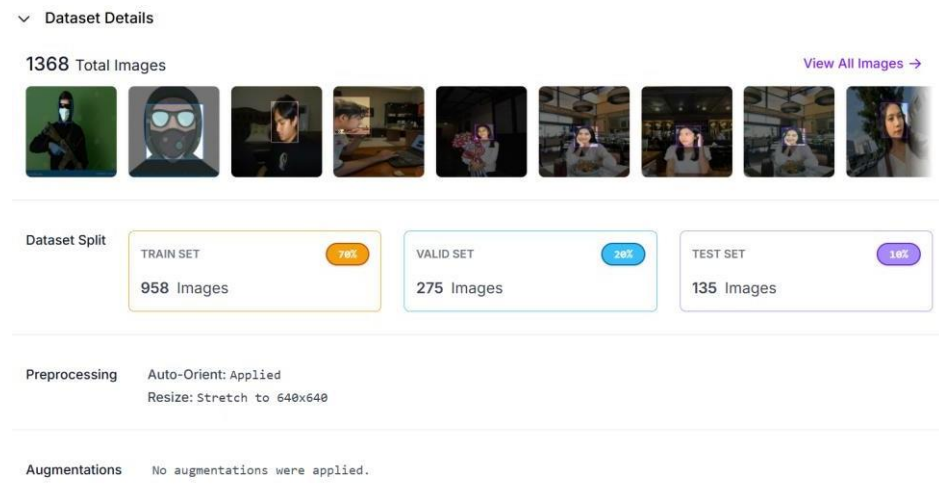 Dataset Details
1368 Total Images
View All Images →
Dataset Split
TRAIN SET
70%
958 Images
VALID SET
20%
275 Images
TEST SET
10%
135 Images
Preprocessing
Auto-Orient: Applied
Resize: Stretch to 640x640
Augmentations
No augmentations were applied.